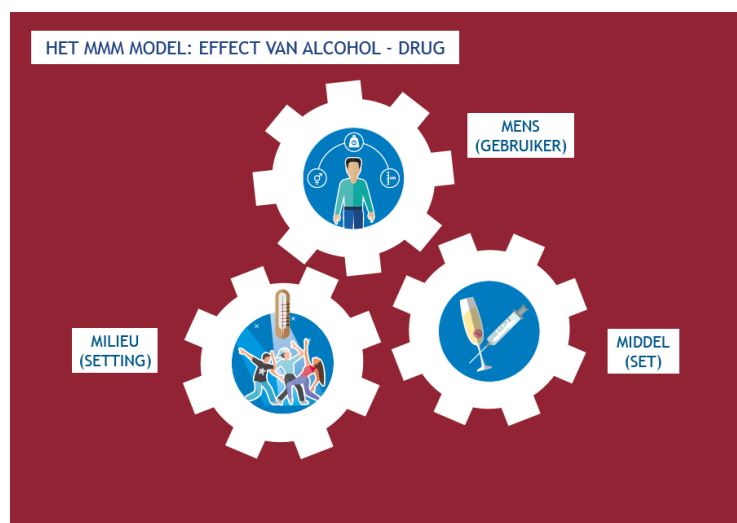 HET MMM MODEL: EFFECT VAN ALCOHOL - DRUG
MENS
(GEBRUIKER)
MILIEU
(SETTING)
MIDDEL
(SET)